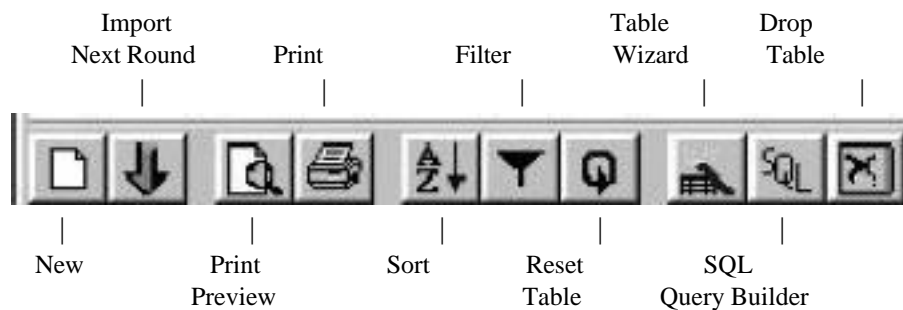 Import
Next Round
Print
Filter
Table
Wizard
Drop
Table
A
Z
SQL
New
Print
Preview
Sort
Reset
Table
SQL
Query Builder